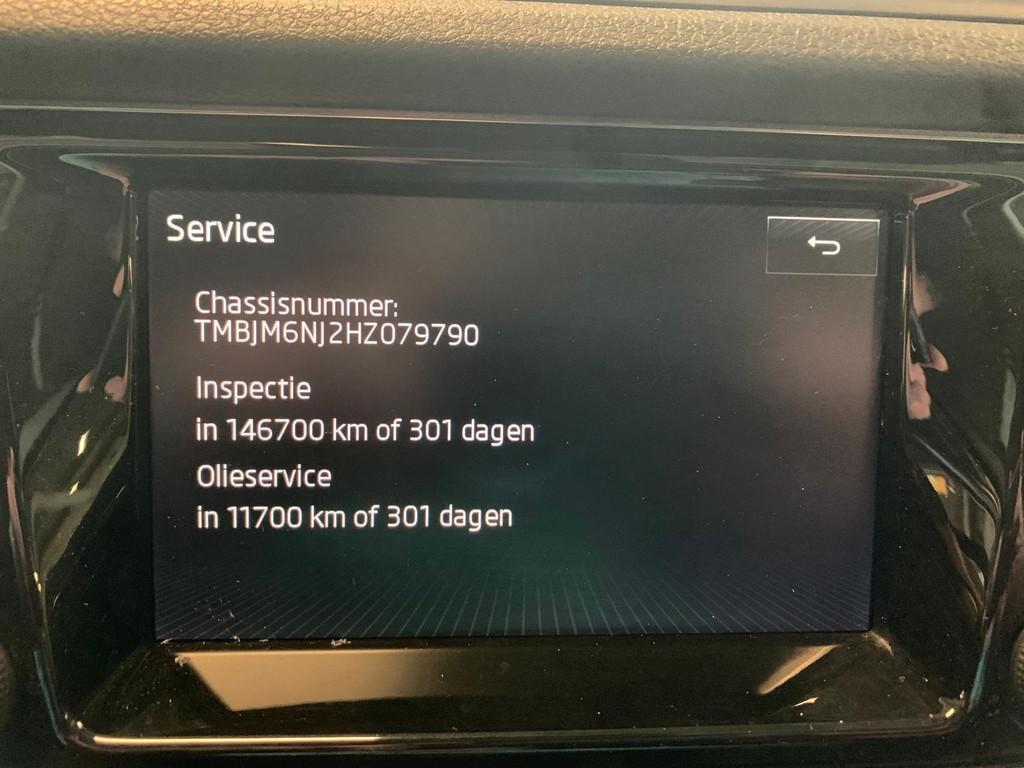 Service
Chassisnummer:
TMBJM6NJ2HZ079790
Inspectie
in 146700 km of 301 dagen
Olieservice
in 11700 km of 301 dagen